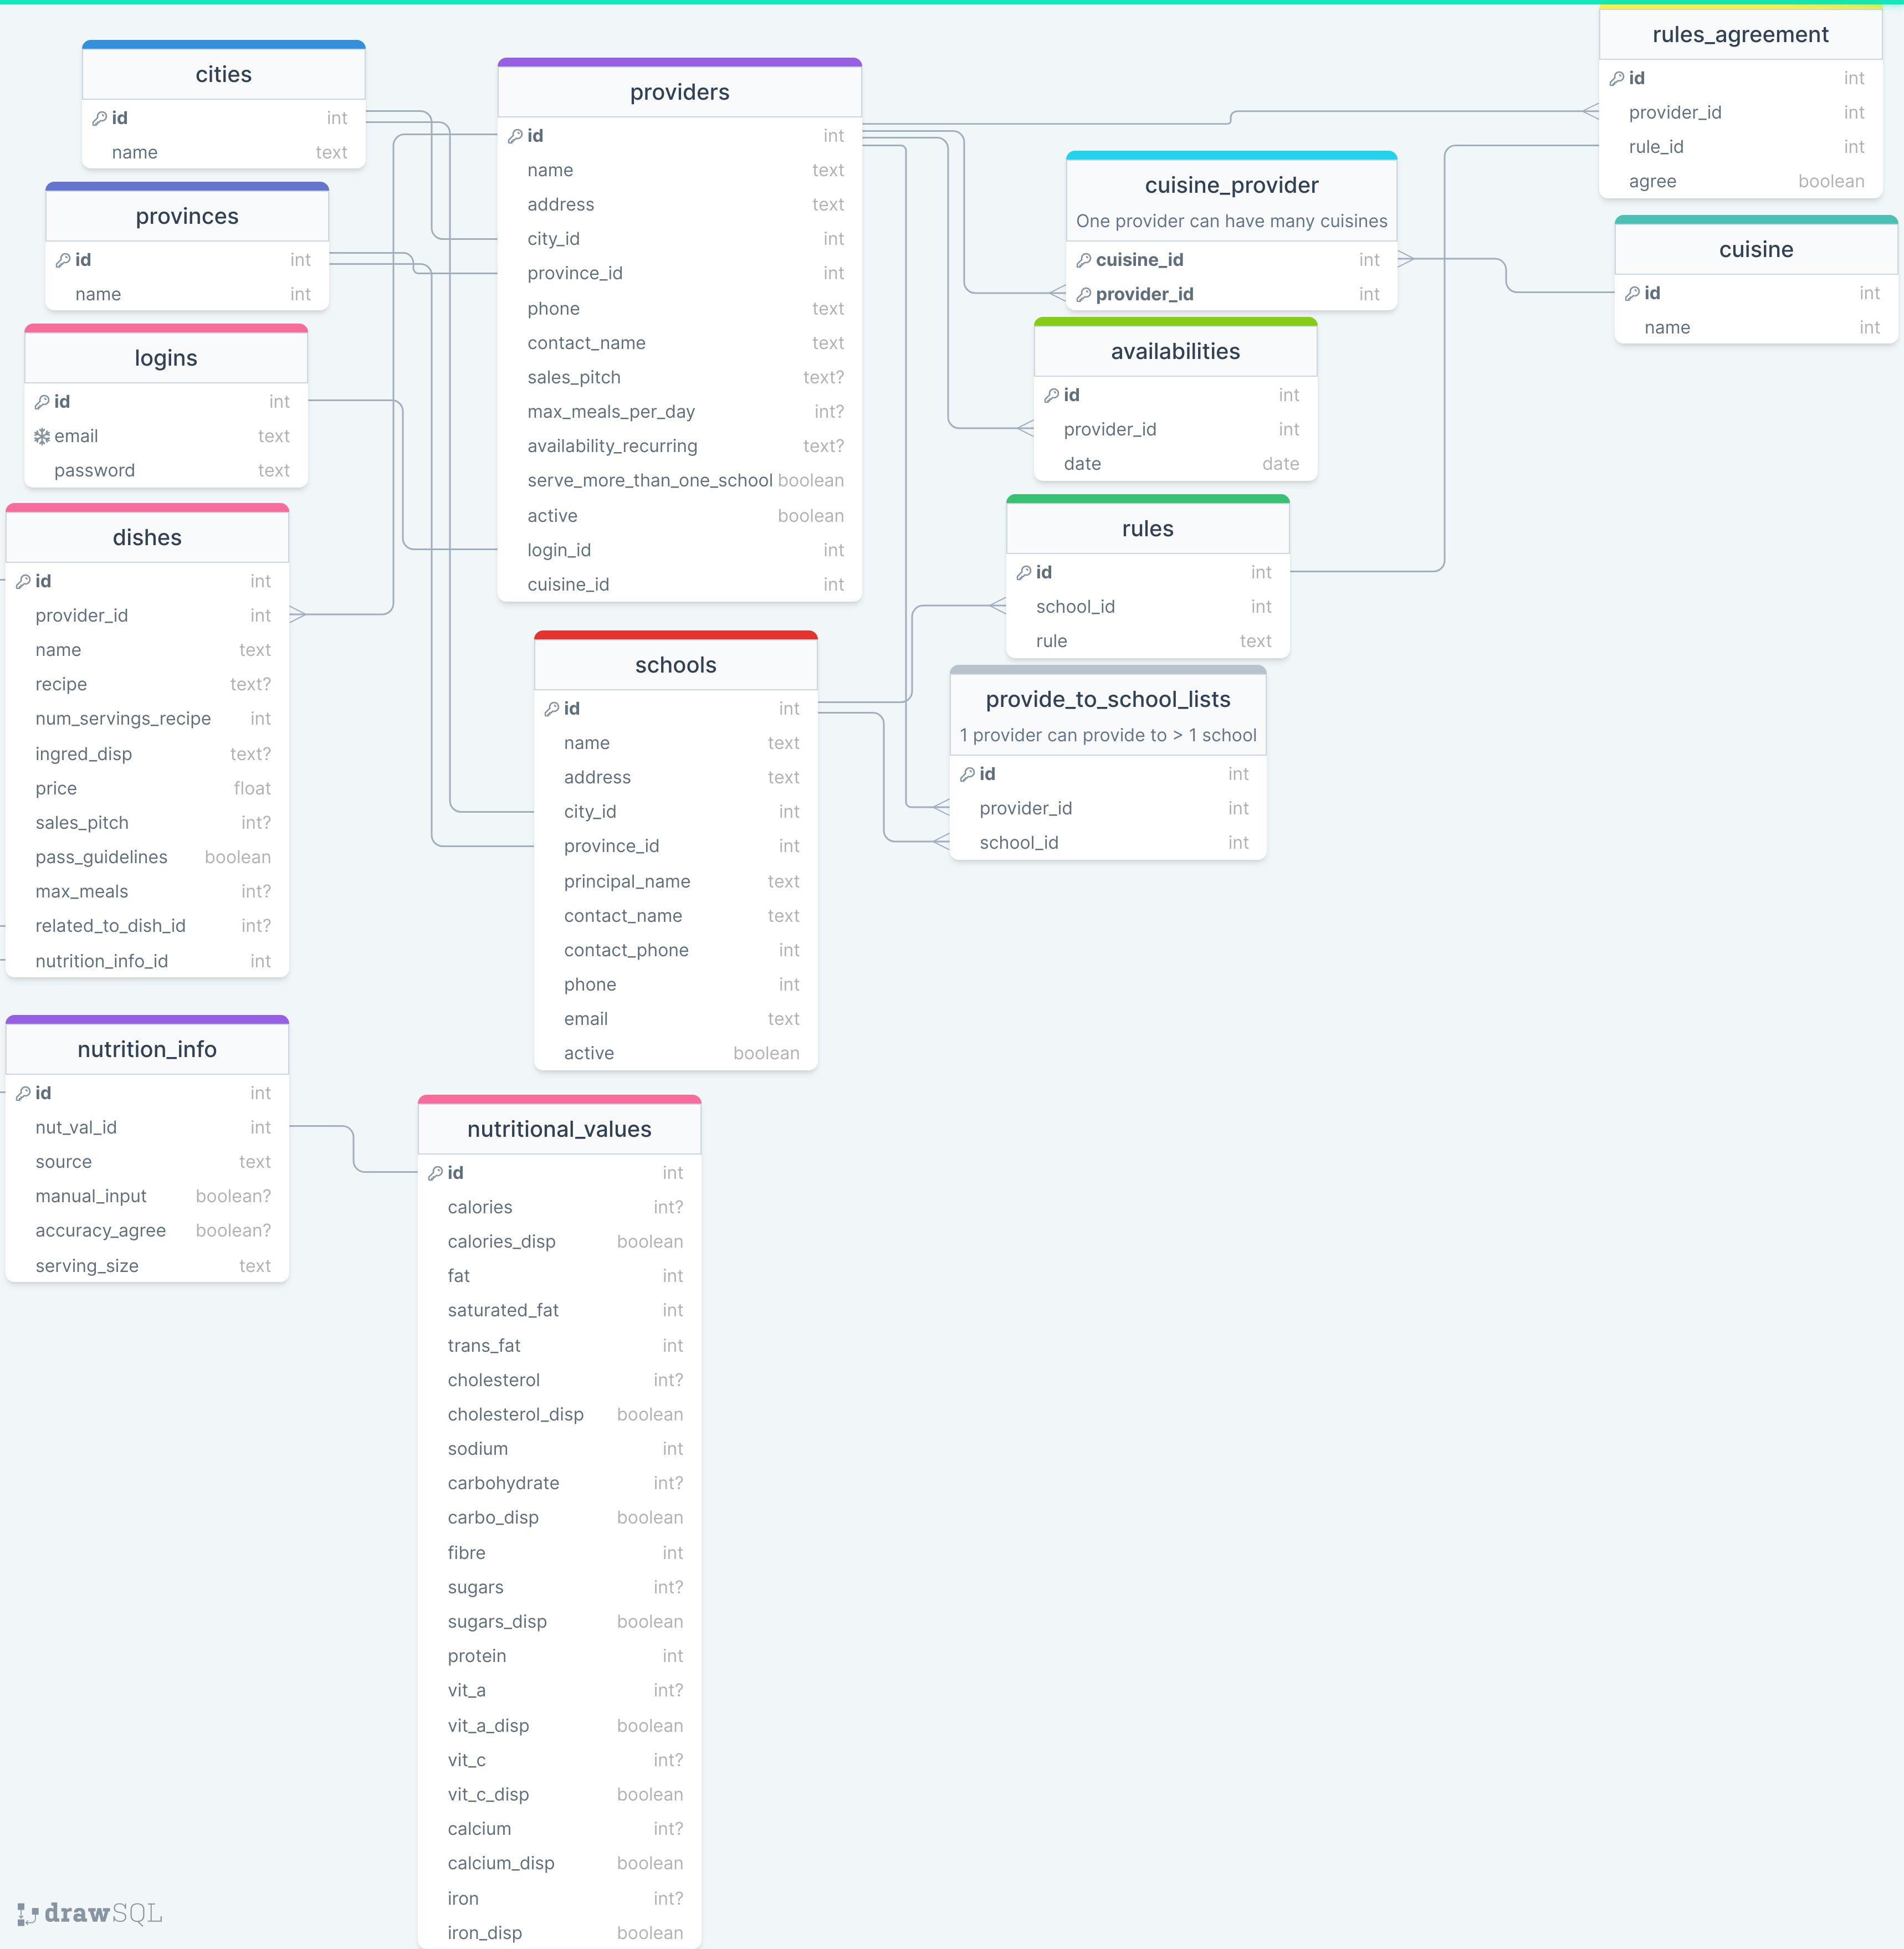 cities
id int
name text
provinces
id int
name int
logins
id int
email text
password text
dishes
id int
provider_id int
name text
recipe text?
num_servings_recipe int
ingred_disp text?
price float
sales_pitch int?
pass_guidelines boolean
max_meals int?
related_to_dish_id int?
nutrition_info_id int
nutrition_info
id int
nut_val_id int
source text
manual_input boolean?
accuracy_agree boolean?
serving_size text
providers
id int
name text
address text
city_id int
province_id int
phone text
contact_name text
sales_pitch text?
max_meals_per_day int?
availability_recurring text?
serve_more_than_one_school boolean
active boolean
login_id int
cuisine_id int
schools
id int
name text
address text
city_id int
province_id int
principal_name text
contact_name text
contact_phone int
phone int
email text
active boolean
nutritional_values
id int
calories int?
calories_disp boolean
fat int
saturated_fat int
trans_fat int
cholesterol int?
cholesterol_disp boolean
sodium int
carbohydrate int?
carbo_disp boolean
fibre int
sugars int?
sugars_disp boolean
protein int
vit_a int?
vit_a_disp boolean
vit_c int?
vit_c_disp boolean
calcium int?
calcium_disp boolean
iron int?
iron_disp boolean
cuisine_provider
One provider can have many cuisines
cuisine_id int
provider_id int
availabilities
id int
provider_id int
date date
rules
id int
school_id int
rule text
provide_to_school_lists
1 provider can provide to > 1 school
id int
provider_id int
school_id int
rules_agreement
id int
provider_id int
rule_id int
agree boolean
cuisine
id int
name int
drawSQL